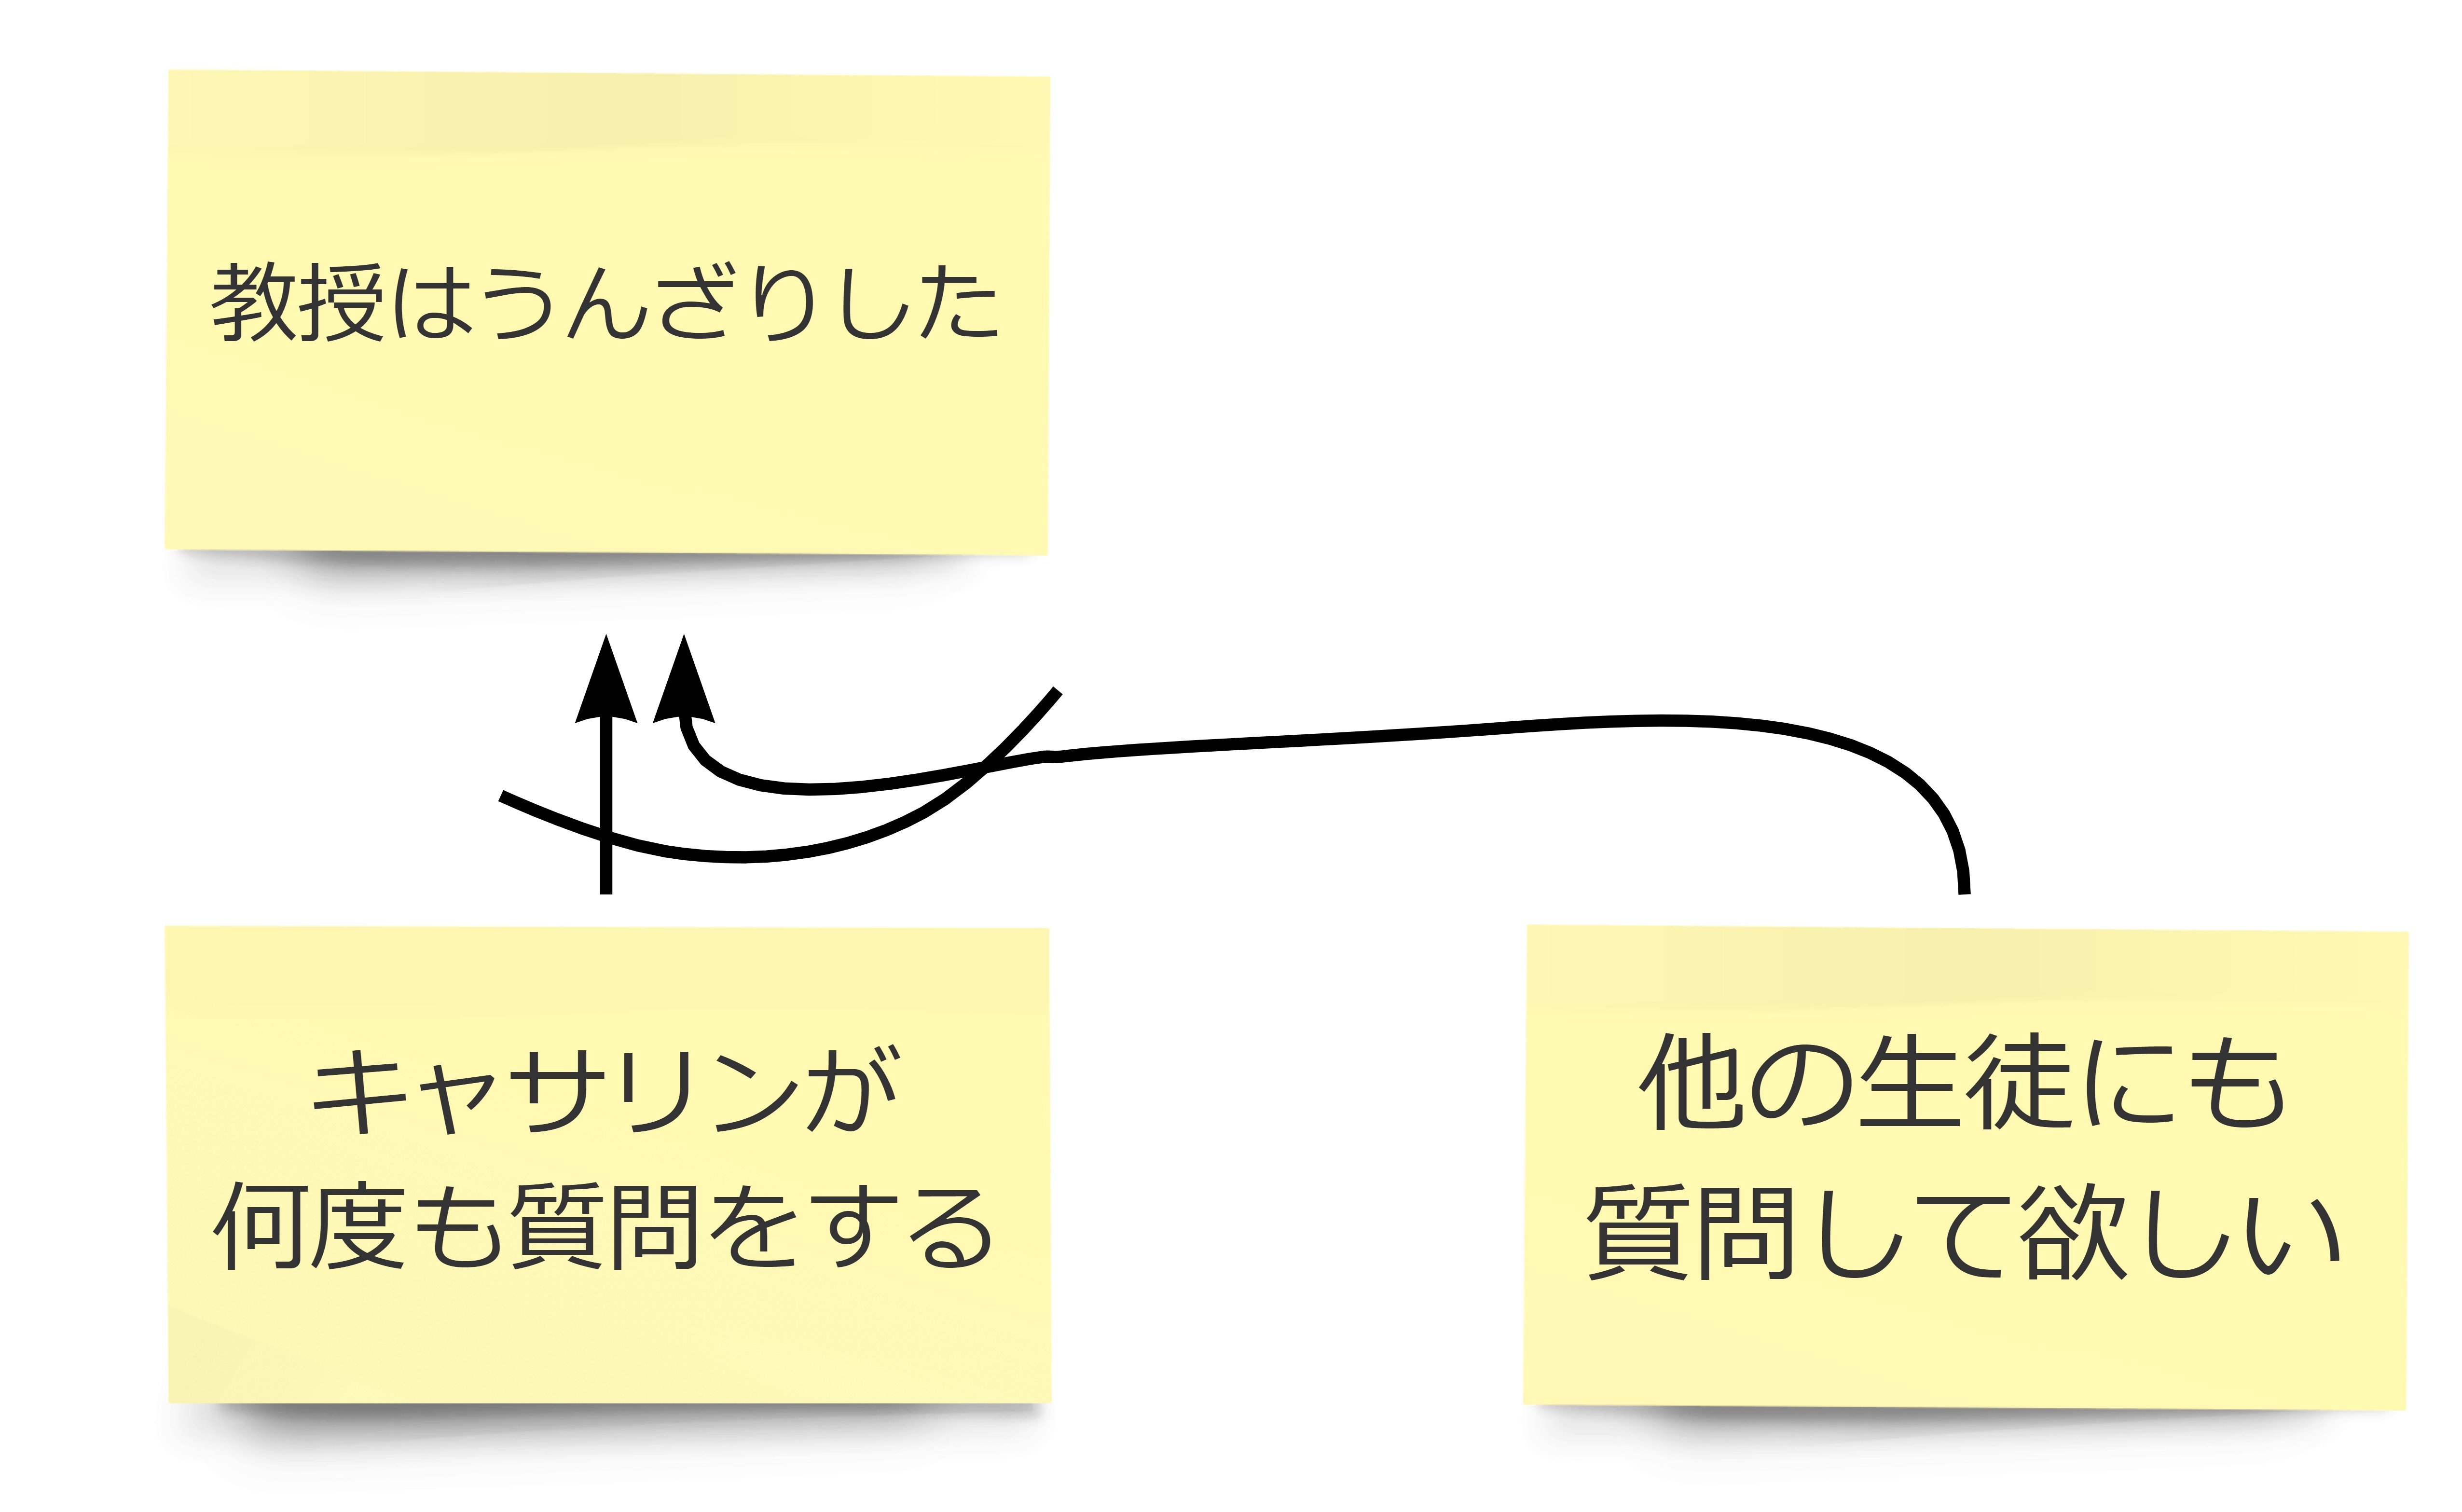 教授はうんざりした
キャサリンが
何度も質問をする
他の生徒にも
質問して欲しい